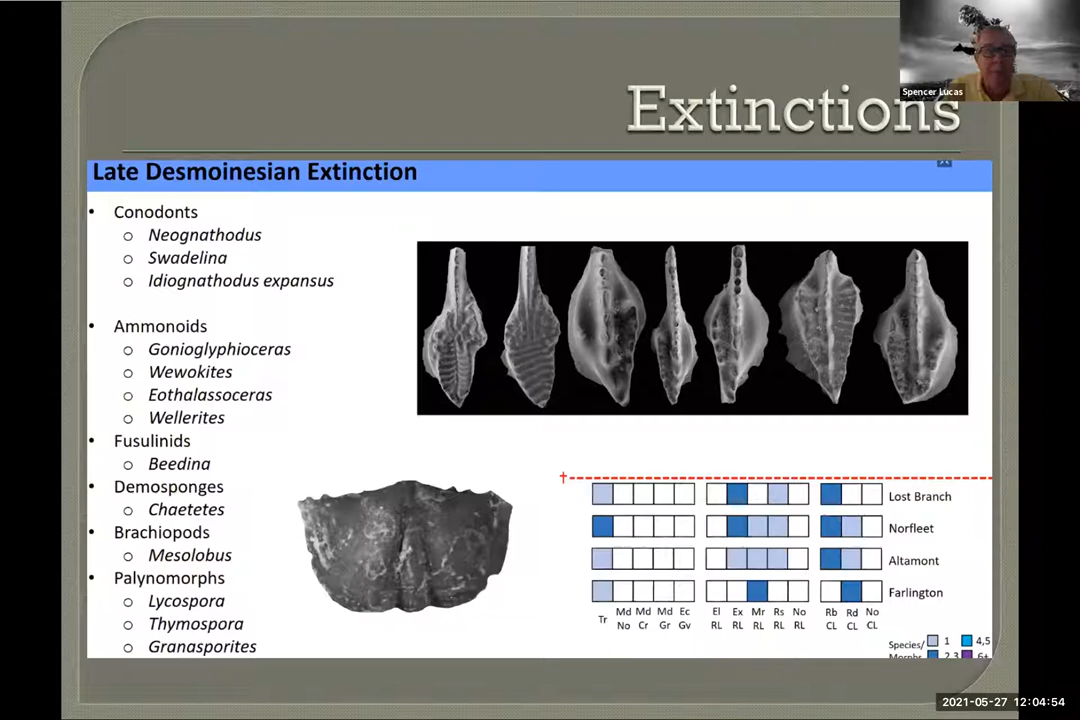 Spencer Lucas
Extinctions
Late Desmoinesian Extinction
• Conodonts
o Neognathodus
o Swadelina
o Idiognathodus expansus
• Ammonoids
o Gonioglyphioceras
o Wewokites
o Eothalassoceras
o Wellerites
• Fusulinids
o Beedina
• Demosponges
o Chaetetes
• Brachiopods
o Mesolobus
• Palynomorphs
o Lycospora
o Thymospora
o Granasporites
†
Lost Branch
Norfleet
Altamont
Farlington
Tr Md No Md Cr Md Gr Ec Gv El RL Ex RL Mr RL Rs RL No RL Rb CL Rd CL No CL
Species/ 1 4,5
Morphs 2,3 6+
2021-05-27 12:04:54